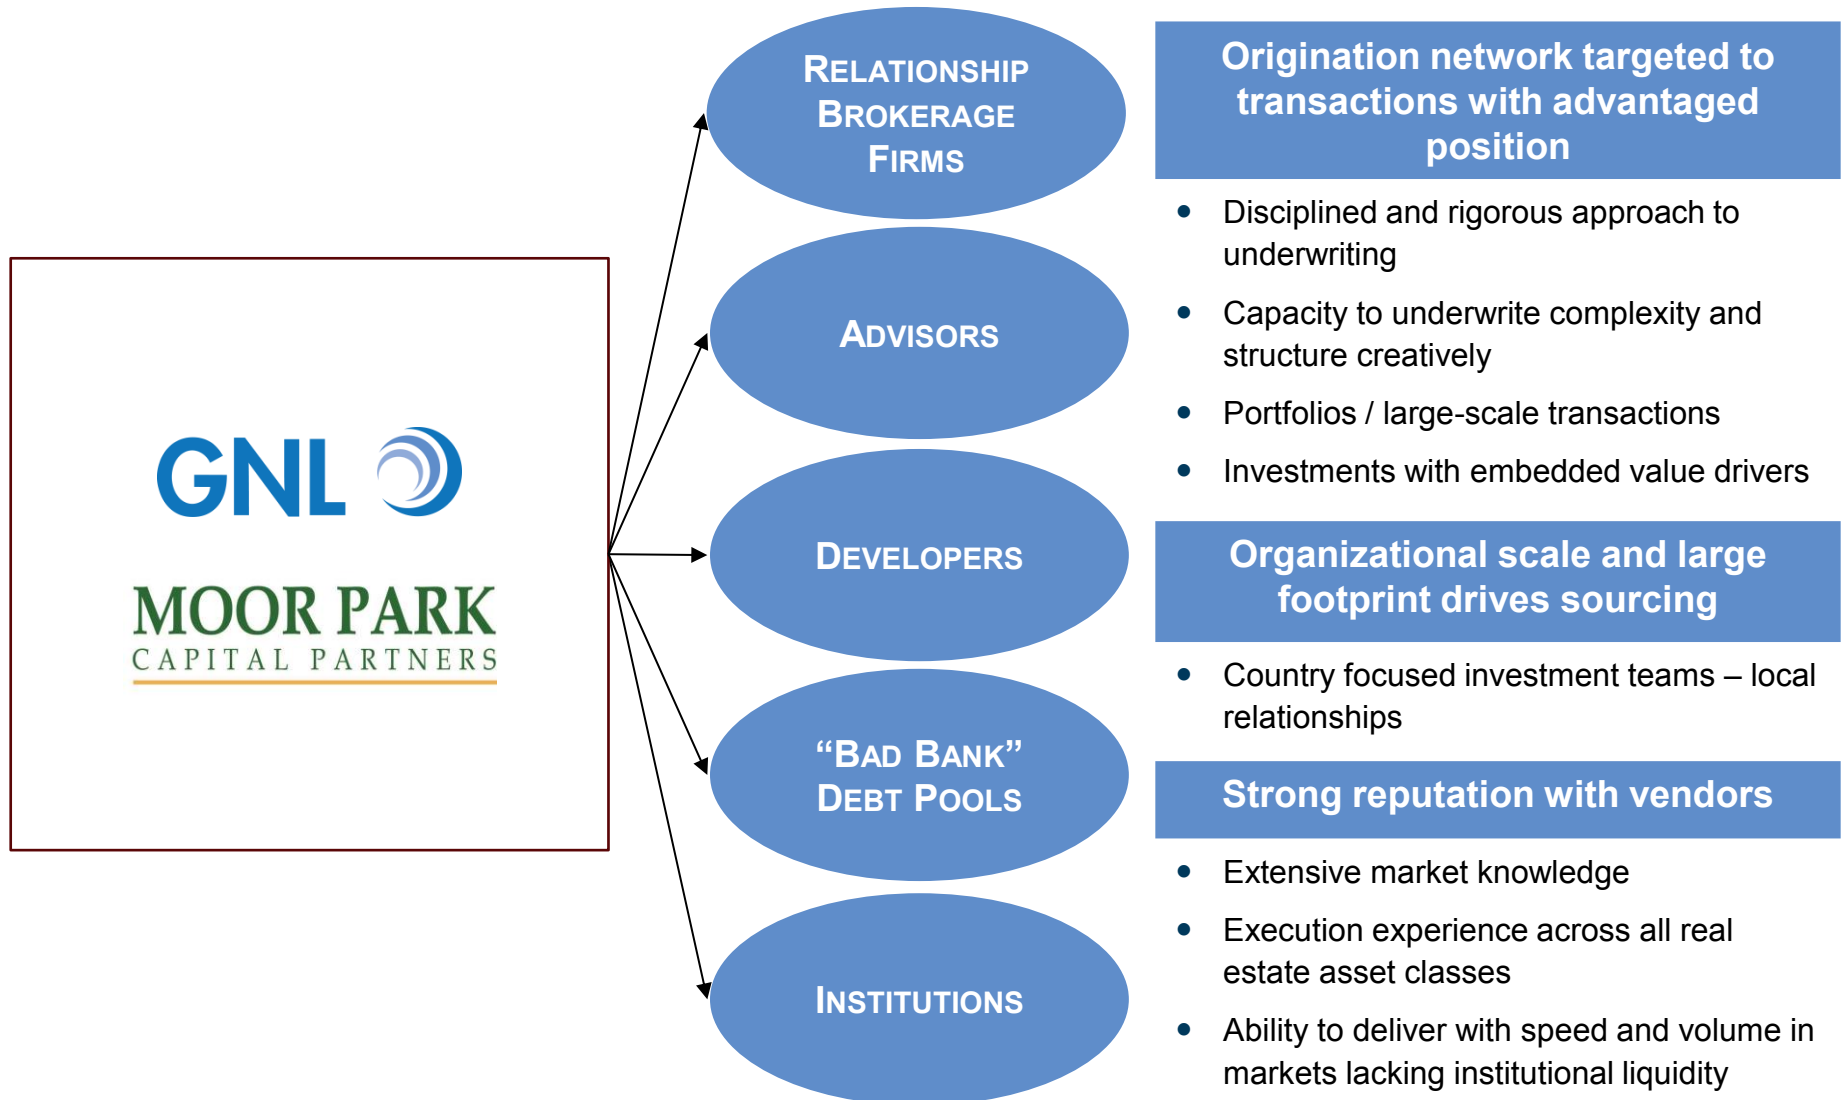 GNL
MOOR PARK
CAPITAL PARTNERS
RELATIONSHIP
BROKERAGE
FIRMS
ADVISORS
DEVELOPERS
“BAD BANK”
DEBT POOLS
INSTITUTIONS
Origination network targeted to
transactions with advantaged
position
• Disciplined and rigorous approach to
underwriting
• Capacity to underwrite complexity and
structure creatively
• Portfolios / large-scale transactions
• Investments with embedded value drivers
Organizational scale and large
footprint drives sourcing
• Country focused investment teams – local
relationships
Strong reputation with vendors
• Extensive market knowledge
• Execution experience across all real
estate asset classes
• Ability to deliver with speed and volume in
markets lacking institutional liquidity